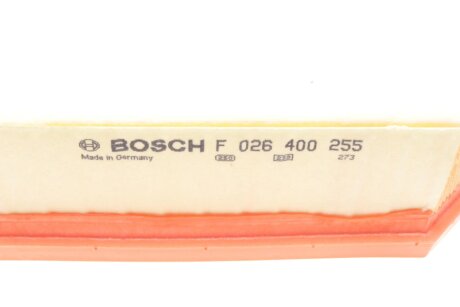 BOSCH F 026 400 255
Made in Germany 273